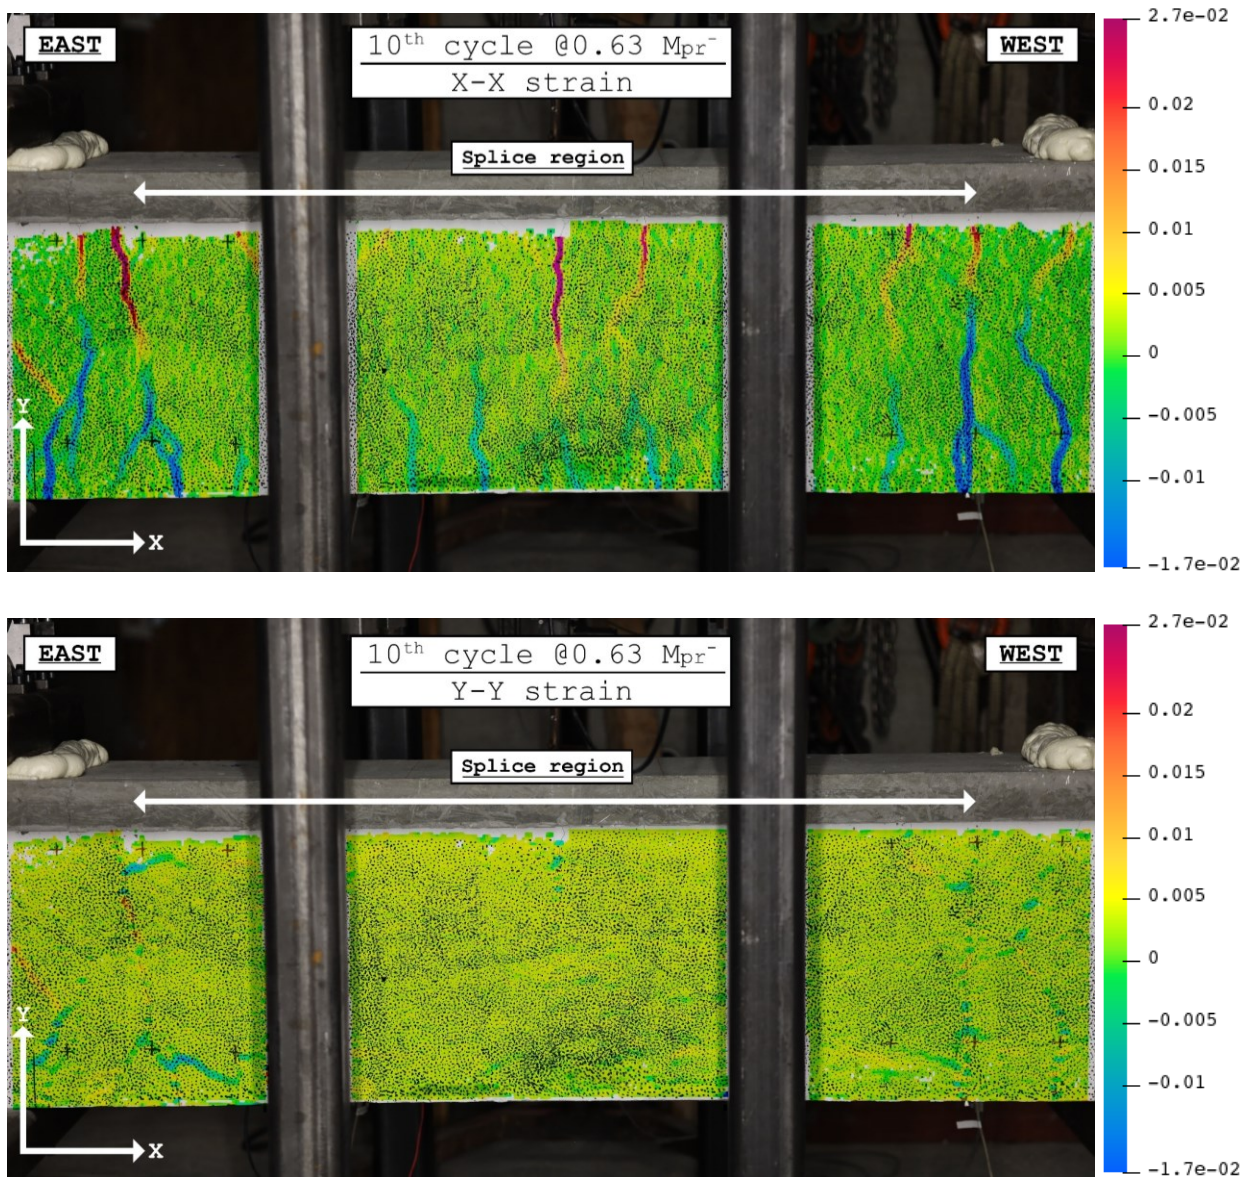 EAST
10th cycle @0.63 Mpr-
X-X strain
WEST
Splice region
Y
X
2.7e-02
0.02
0.015
0.01
0.005
0
-0.005
-0.01
-1.7e-02
EAST
10th cycle @0.63 Mpr-
Y-Y strain
WEST
Splice region
Y
X
2.7e-02
0.02
0.015
0.01
0.005
0
-0.005
-0.01
-1.7e-02